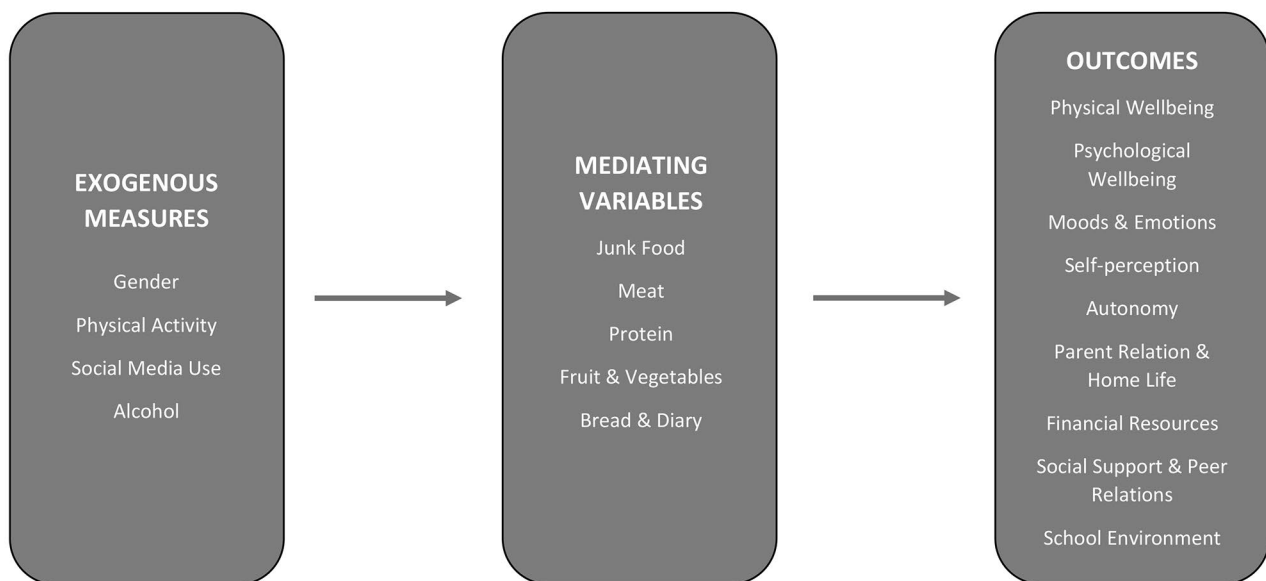 EXOGENOUS
MEASURES
Gender
Physical Activity
Social Media Use
Alcohol
MEDIATING
VARIABLES
Junk Food
Meat
Protein
Fruit & Vegetables
Bread & Diary
OUTCOMES
Physical Wellbeing
Psychological
Wellbeing
Moods & Emotions
Self-perception
Autonomy
Parent Relation &
Home Life
Financial Resources
Social Support & Peer
Relations
School Environment